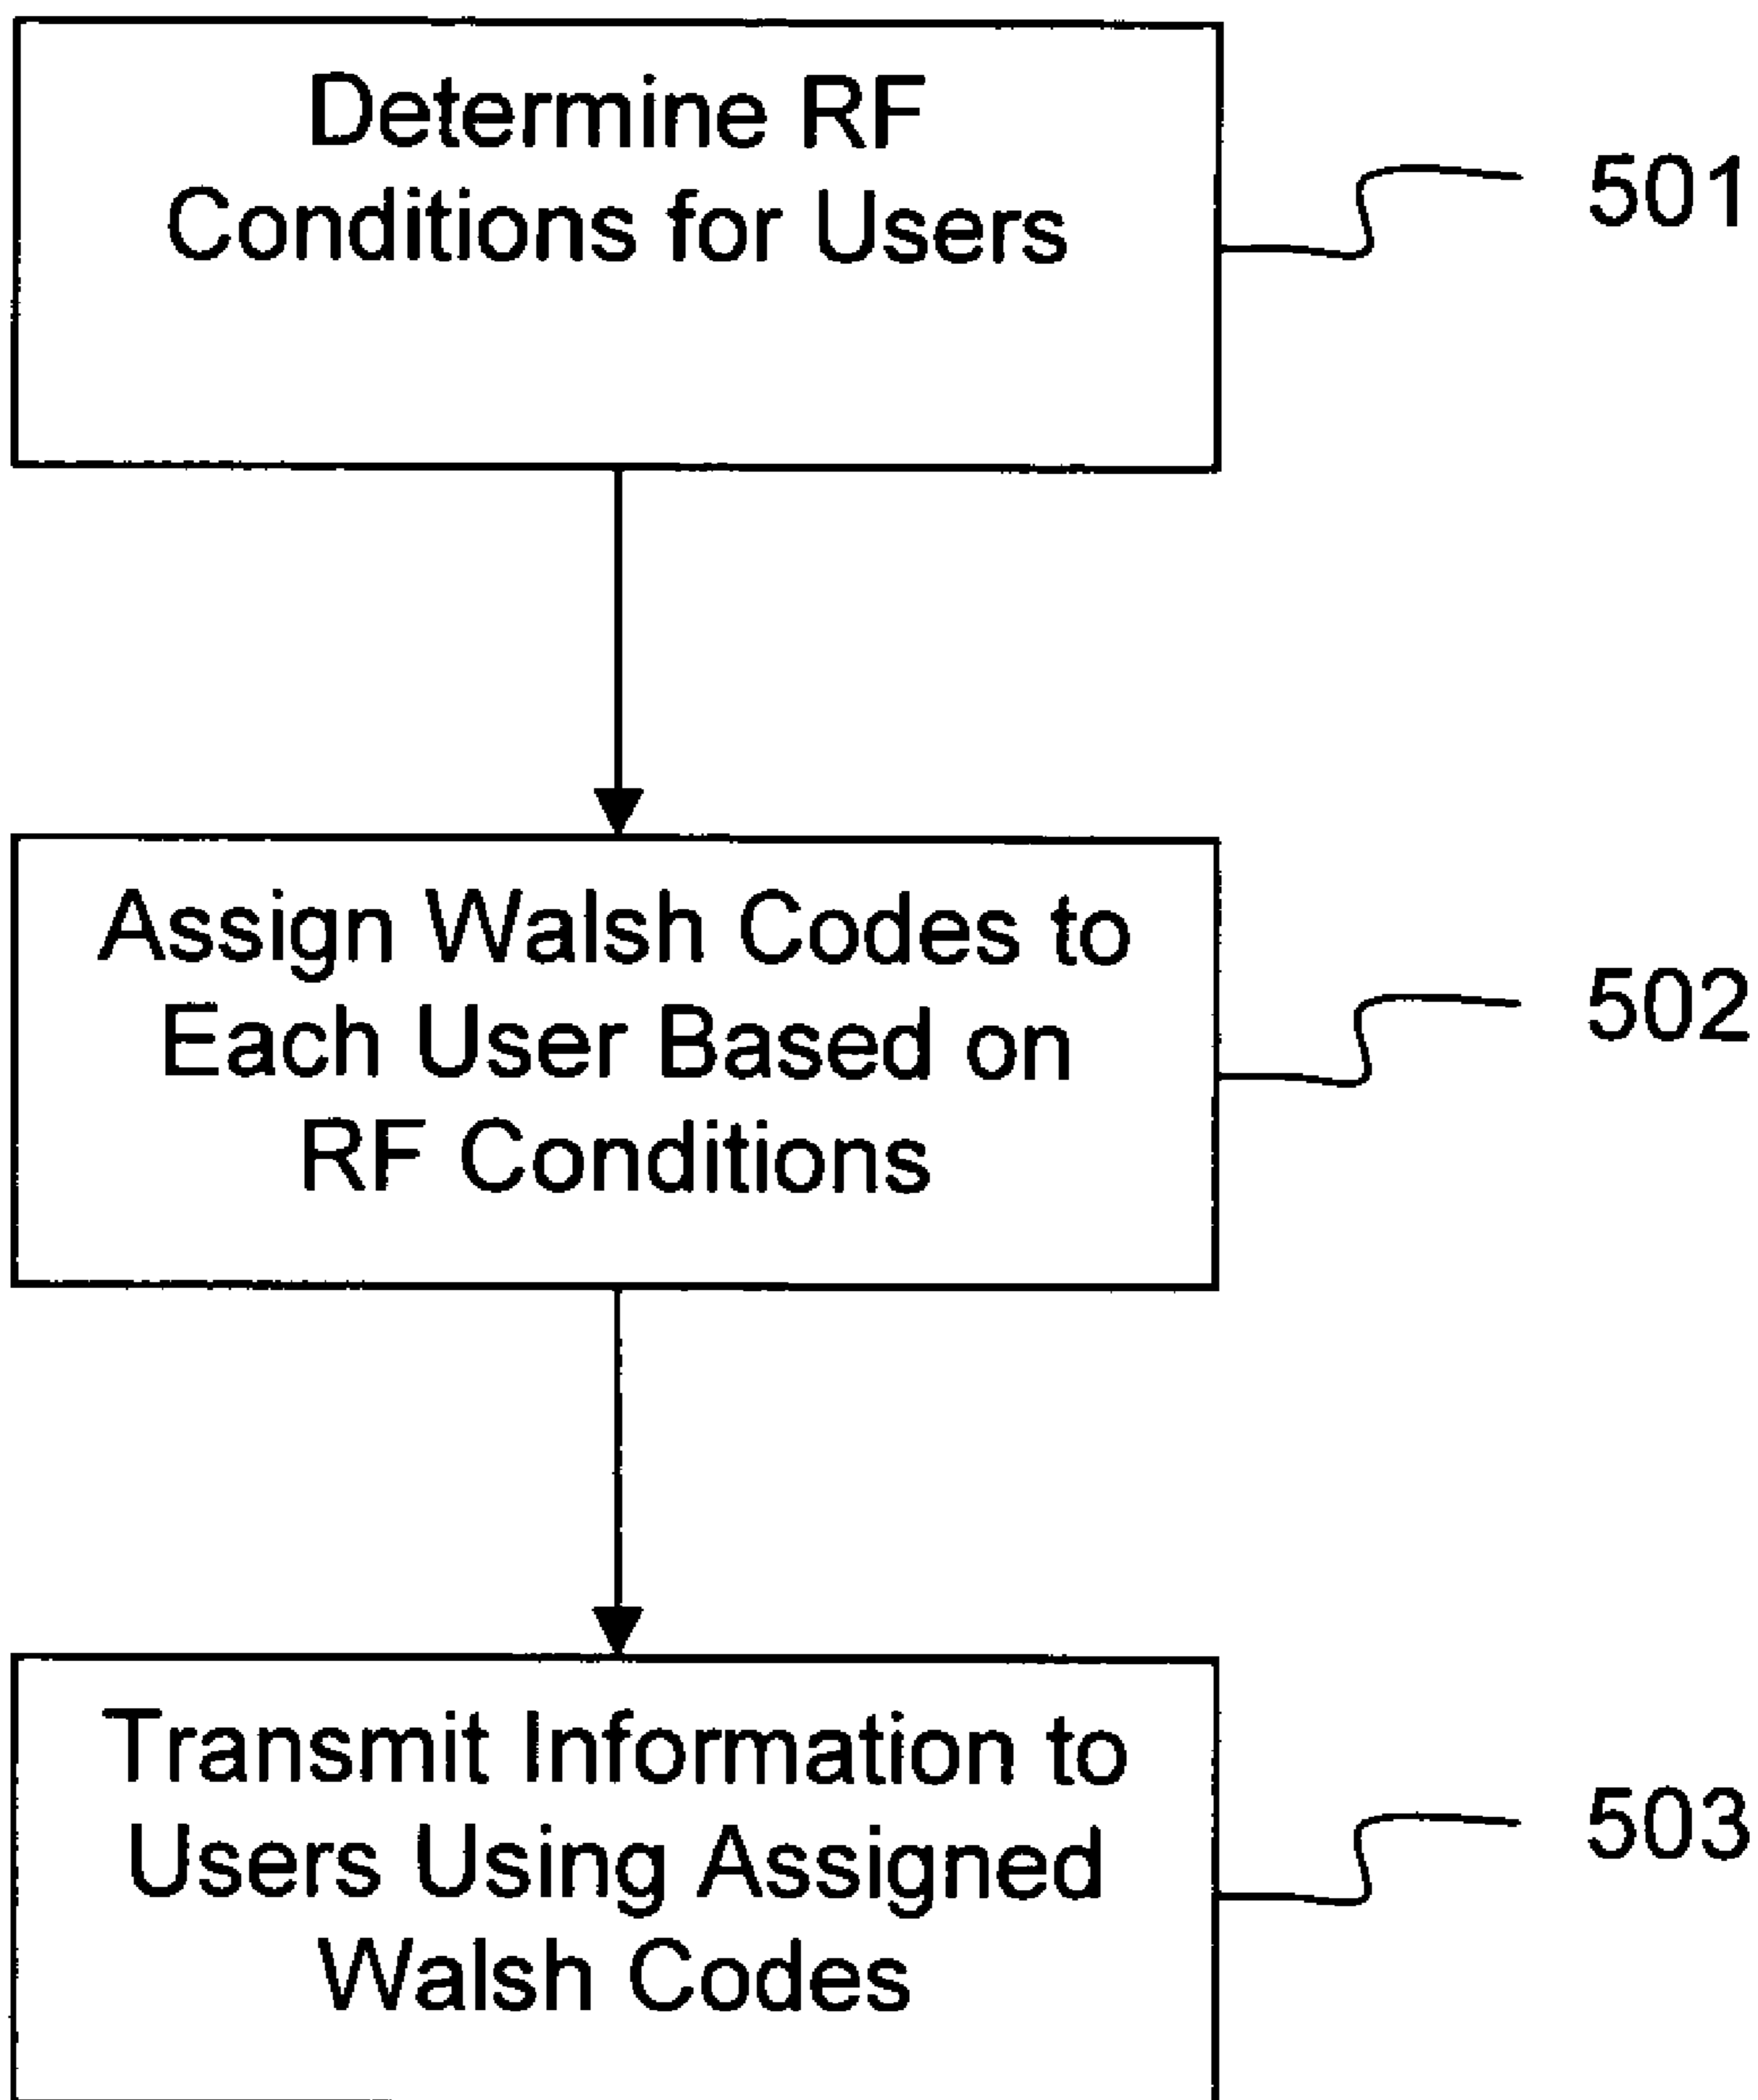 Determine RF
Conditions for Users
501
Assign Walsh Codes to
Each User Based on
RF Conditions
502
Transmit Information to
Users Using Assigned
Walsh Codes
503